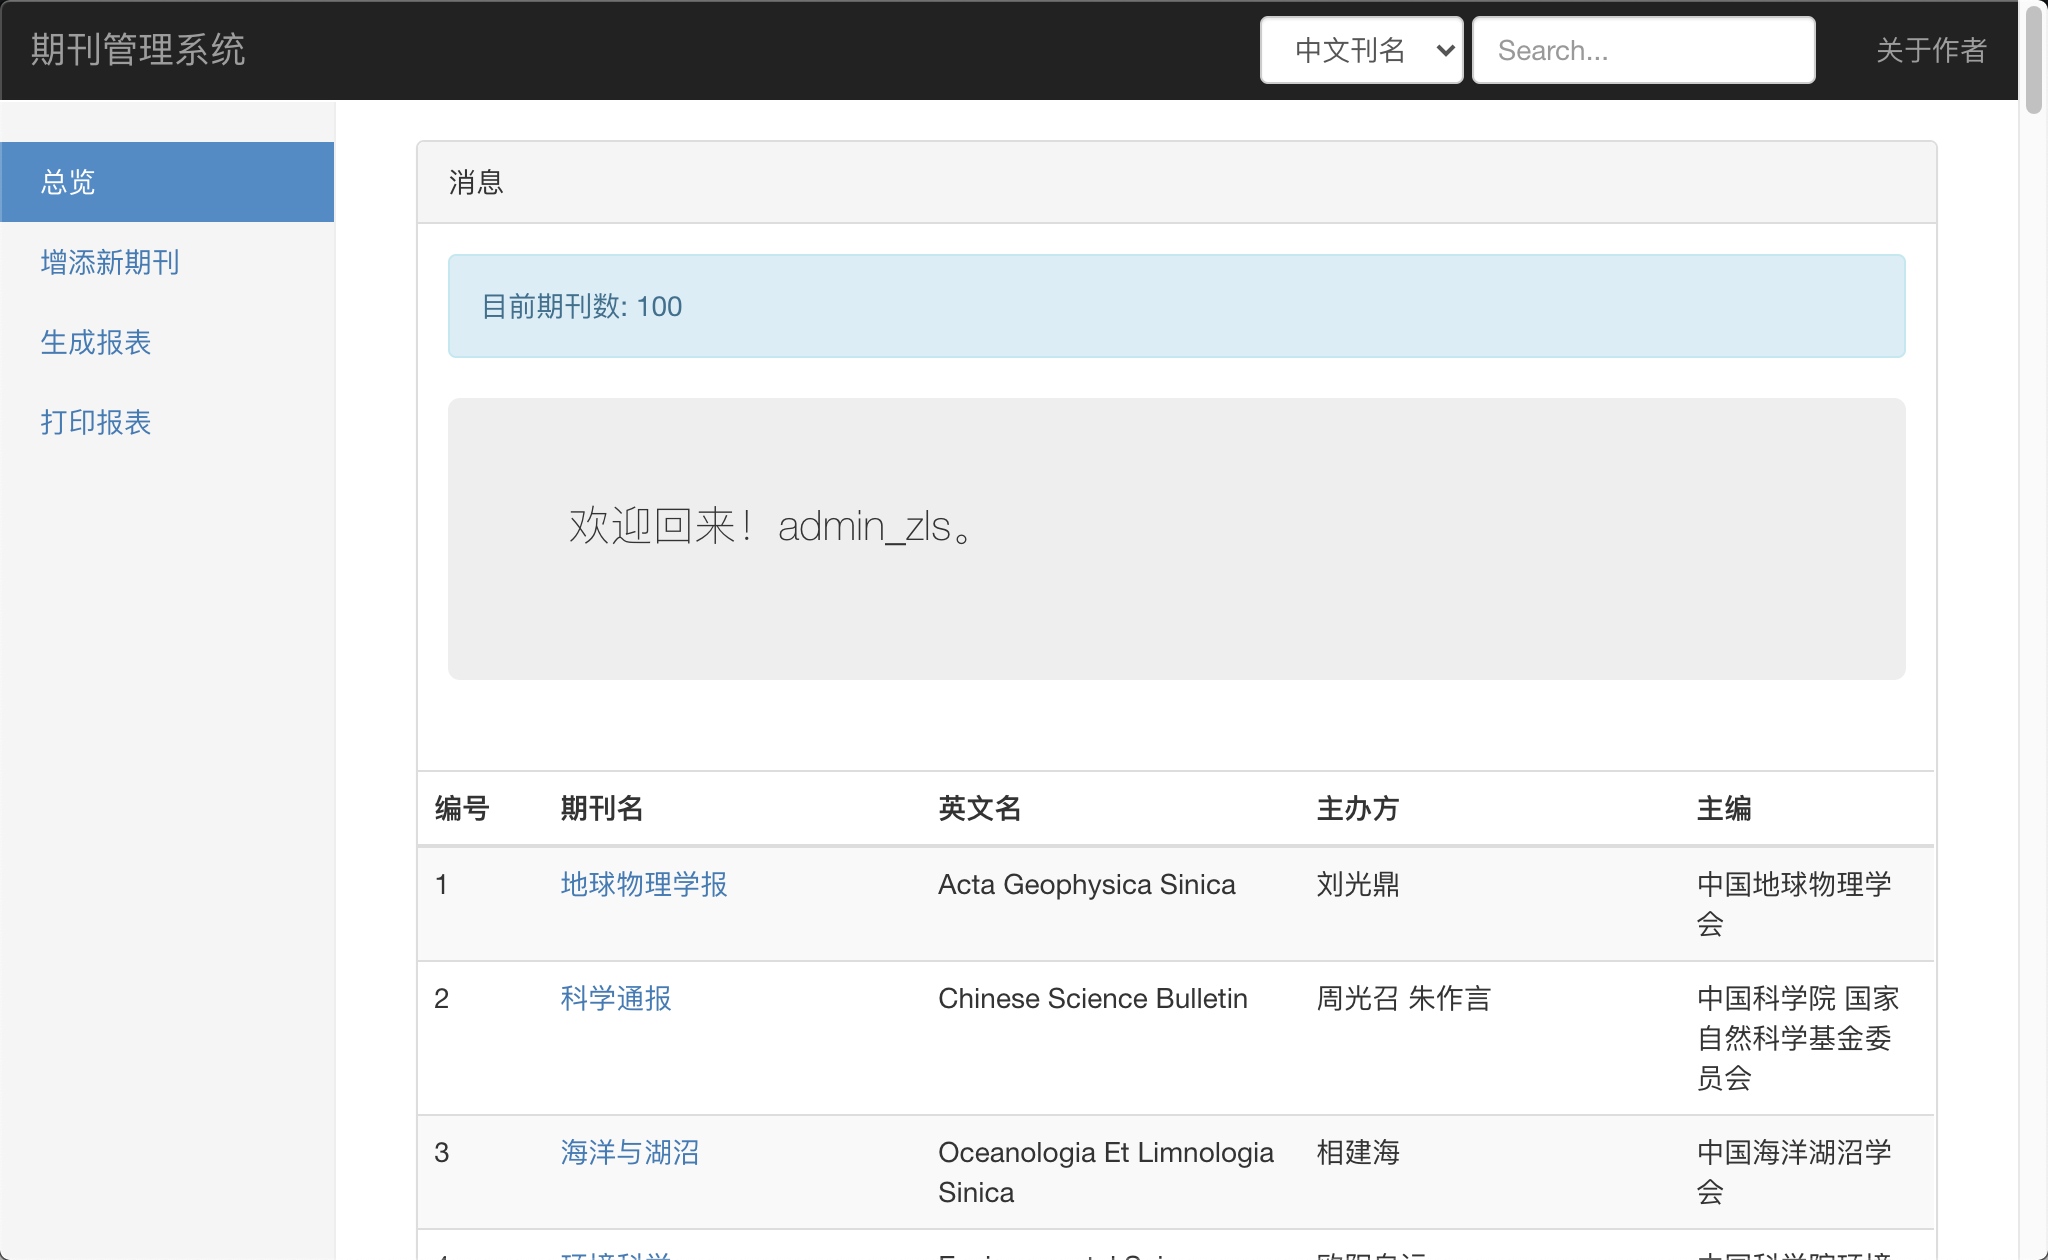 期刊管理系统
中文刊名
Search...
关于作者
总览
增添新期刊
生成报表
打印报表
消息
目前期刊数: 100
欢迎回来！admin_zls。
编号 期刊名 英文名 主办方 主编
1 地球物理学报 Acta Geophysica Sinica 刘光鼎 中国地球物理学
会
2 科学通报 Chinese Science Bulletin 周光召 朱作言 中国科学院 国家
自然科学基金委
员会
3 海洋与湖沼 Oceanologia Et Limnologia 相建海 中国海洋湖沼学
Sinica 会